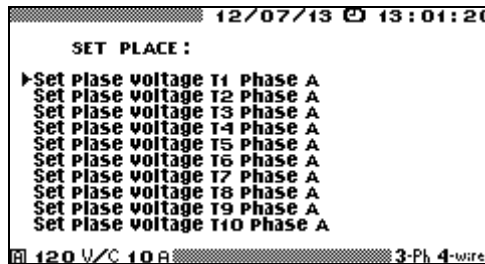 12/07/13 13:01:20
SET PLACE:
Set Plase voltage T1 Phase A
Set Plase voltage T2 Phase A
Set Plase voltage T3 Phase A
Set Plase voltage T4 Phase A
Set Plase voltage T5 Phase A
Set Plase voltage T6 Phase A
Set Plase voltage T7 Phase A
Set Plase voltage T8 Phase A
Set Plase voltage T9 Phase A
Set Plase voltage T10 Phase A
A 120 V/C 10 A 3-Ph 4-wire